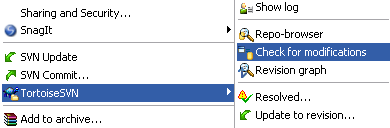 Sharing and Security...
SnagIt
SVN Update
SVN Commit...
TortoiseSVN
Add to archive...
Show log
Repo-browser
Check for modifications
Revision graph
Resolved...
Update to revision...